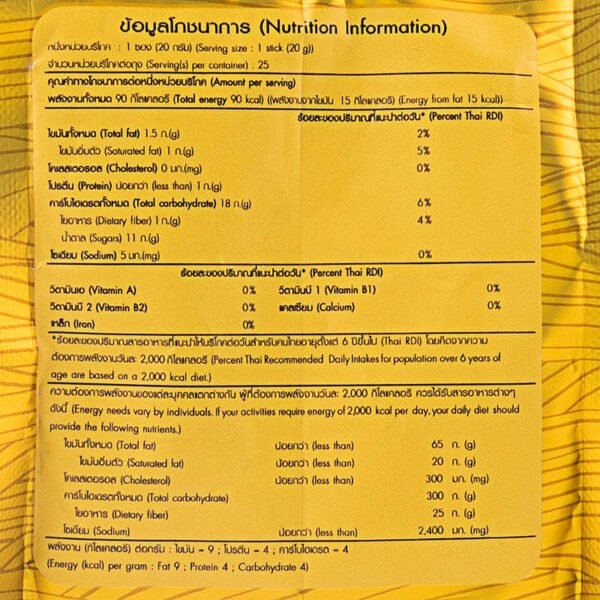 ข้อมูลโภชนาการ (Nutrition Information)
หนึ่งหน่วยบริโภค : 1 ซอง (20 กรัม) (Serving size : 1 stick (20 g))
จำนวนหน่วยบริโภคต่อถุง (Serving(s) per container) : 25
คุณค่าทางโภชนาการต่อหนึ่งหน่วยบริโภค (Amount per serving)
พลังงานทั้งหมด 90 กิโลแคลอรี (Total energy 90 kcal) ((พลังงานจากไขมัน 15 กิโลแคลอรี) (Energy from fat 15 kcal))
ร้อยละของปริมาณที่แนะนำต่อวัน* (Percent Thai RDI)
ไขมันทั้งหมด (Total fat) 1.5 ก.(g) 2%
ไขมันอิ่มตัว (Saturated fat) 1 ก.(g) 5%
โคเลสเตอรอล (Cholesterol) 0 มก.(mg) 0%
โปรตีน (Protein) น้อยกว่า (less than) 1 ก.(g)
คาร์โบไฮเดรตทั้งหมด (Total carbohydrate) 18 ก.(g) 6%
ใยอาหาร (Dietary fiber) 1 ก.(g) 4%
น้ำตาล (Sugars) 11 ก.(g)
โซเดียม (Sodium) 5 มก.(mg) 0%
ร้อยละของปริมาณที่แนะนำต่อวัน* (Percent Thai RDI)
วิตามินเอ (Vitamin A) 0% วิตามินบี 1 (Vitamin B1) 0%
วิตามินบี 2 (Vitamin B2) 0% แคลเซียม (Calcium) 0%
เหล็ก (Iron) 0%
*ร้อยละของปริมาณสารอาหารที่แนะนำให้บริโภคต่อวันสำหรับคนไทยอายุตั้งแต่ 6 ปีขึ้นไป (Thai RDI) โดยคิดจากความ
ต้องการพลังงานวันละ 2,000 กิโลแคลอรี (Percent Thai Recommended Daily Intakes for population over 6 years of
age are based on a 2,000 kcal diet.)
ความต้องการพลังงานของแต่ละบุคคลแตกต่างกัน ผู้ที่ต้องการพลังงานวันละ 2,000 กิโลแคลอรี ควรได้รับสารอาหารต่างๆ
ดังนี้ (Energy needs vary by individuals. If your activities require energy of 2,000 kcal per day, your daily diet should
provide the following nutrients.)
ไขมันทั้งหมด (Total fat) น้อยกว่า (less than) 65 ก. (g)
ไขมันอิ่มตัว (Saturated fat) น้อยกว่า (less than) 20 ก. (g)
โคเลสเตอรอล (Cholesterol) น้อยกว่า (less than) 300 มก. (mg)
คาร์โบไฮเดรตทั้งหมด (Total carbohydrate) 300 ก. (g)
ใยอาหาร (Dietary fiber) 25 ก. (g)
โซเดียม (Sodium) น้อยกว่า (less than) 2,400 มก. (mg)
พลังงาน (กิโลแคลอรี) ต่อกรัม : ไขมัน = 9 ; โปรตีน = 4 ; คาร์โบไฮเดรต = 4
(Energy (kcal) per gram : Fat 9 ; Protein 4 ; Carbohydrate 4)